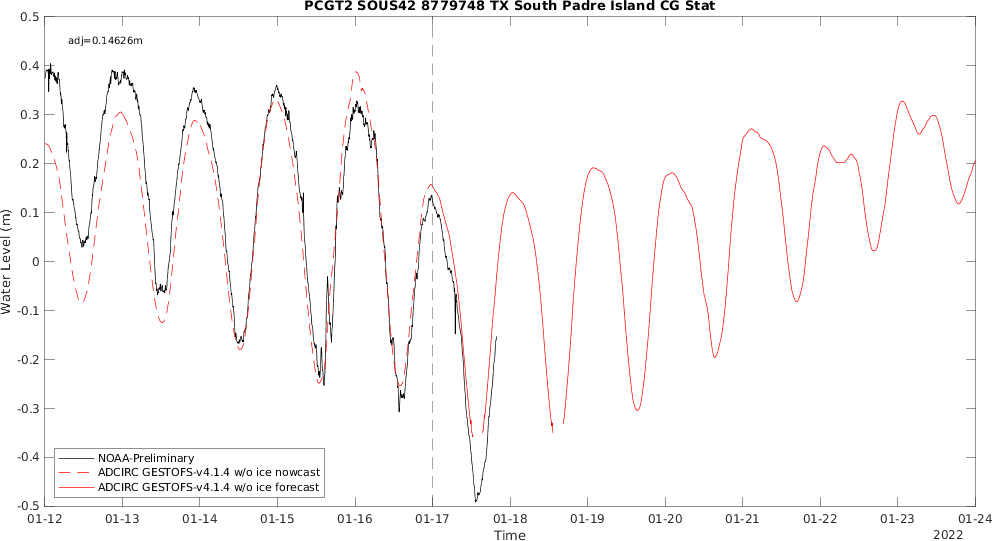 PCGT2 SOUS42 8779748 TX South Padre Island CG Stat
adj=0.14626m
0.5
0.4
0.3
0.2
0.1
0
-0.1
-0.2
-0.3
-0.4
-0.5
Water Level (m)
NOAA-Preliminary
ADCIRC GESTOFS-v4.1.4 w/o ice nowcast
ADCIRC GESTOFS-v4.1.4 w/o ice forecast
01-12 01-13 01-14 01-15 01-16 01-17 01-18 01-19 01-20 01-21 01-22 01-23 01-24
Time
2022